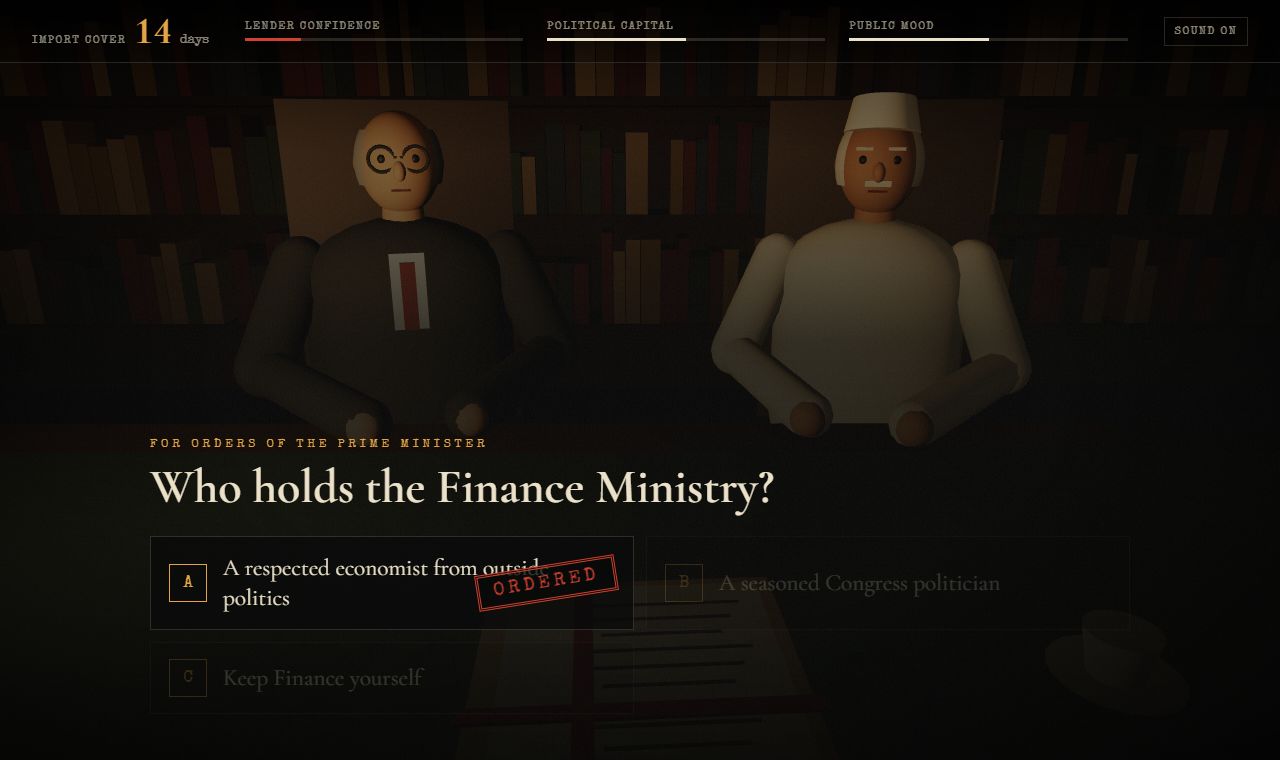 IMPORT COVER 14 days
LENDER CONFIDENCE
POLITICAL CAPITAL
PUBLIC MOOD
SOUND ON
FOR ORDERS OF THE PRIME MINISTER
Who holds the Finance Ministry?
A
A respected economist from outside
politics
ORDERED
B
A seasoned Congress politician
C
Keep Finance yourself